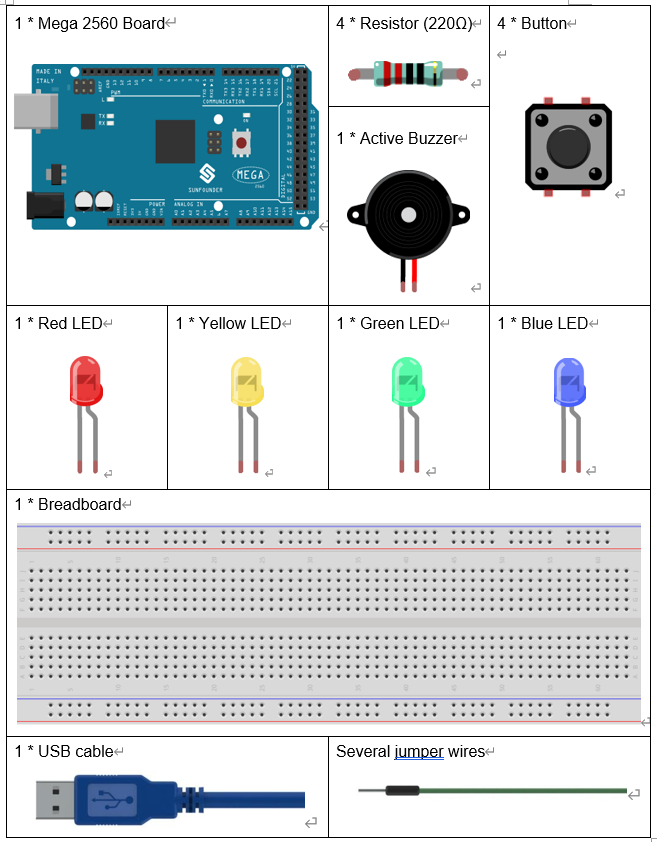 1 * Mega 2560 Board
4 * Resistor (220Ω)
4 * Button
MADE IN
ITALY
PWM
COMMUNICATION
TX
RX
ON
MEGA
2560
SUNFOUNDER
DIGITAL
POWER
ANALOG IN
1 * Active Buzzer
1 * Red LED
1 * Yellow LED
1 * Green LED
1 * Blue LED
1 * Breadboard
1 * USB cable
Several jumper wires